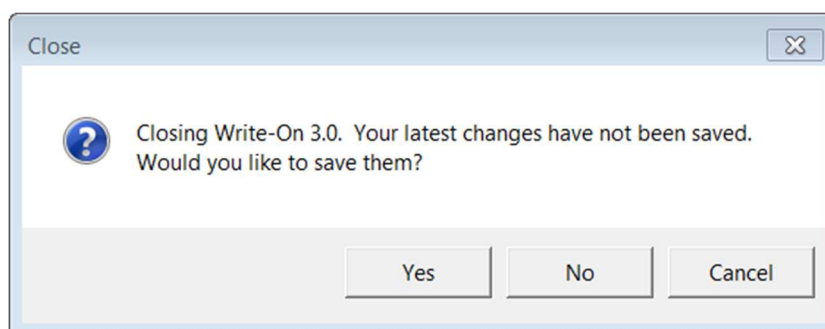 Close
Closing Write-On 3.0.  Your latest changes have not been saved.
Would you like to save them?
Yes
No
Cancel